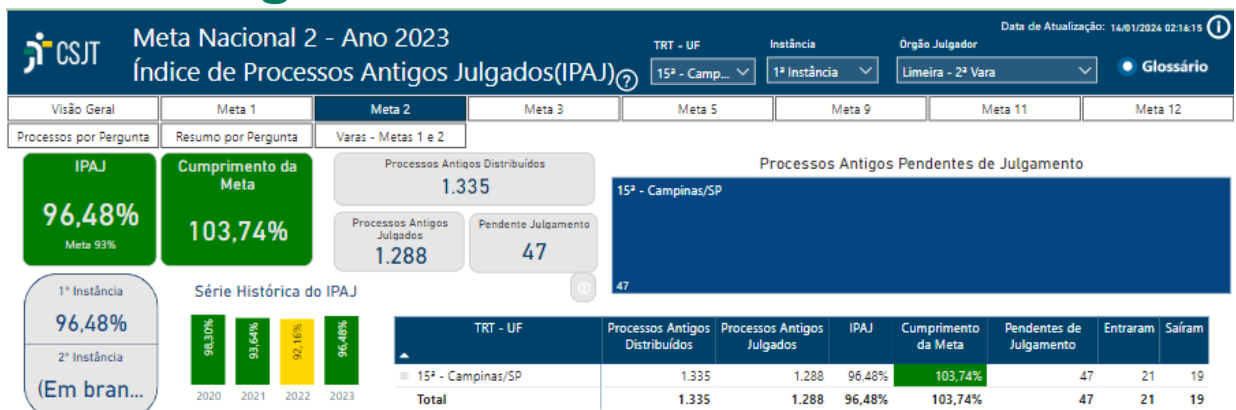 CSJT
Meta Nacional 2 - Ano 2023
Índice de Processos Antigos Julgados(IPAJ)
?
TRT - UF
15ª - Camp...
Instância
1ª Instância
Órgão Julgador
Limeira - 2ª Vara
Data de Atualização: 14/01/2024 02:14:15
i
Glossário
Visão Geral
Meta 1
Meta 2
Meta 3
Meta 5
Meta 9
Meta 11
Meta 12
Processos por Pergunta
Resumo por Pergunta
Varas - Metas 1 e 2
IPAJ
96,48%
Meta 93%
Cumprimento da
Meta
103,74%
Processos Antigos Distribuídos
1.335
Processos Antigos
Julgados
1.288
Pendente Julgamento
47
Processos Antigos Pendentes de Julgamento
15ª - Campinas/SP
47
1ª Instância
96,48%
2ª Instância
(Em bran...
Série Histórica do IPAJ
98,30%
93,64%
92,16%
96,48%
2020 2021 2022 2023
TRT - UF Processos Antigos Distribuídos Processos Antigos Julgados IPAJ Cumprimento da Meta Pendentes de Julgamento Entraram Saíram
15ª - Campinas/SP 1.335 1.288 96,48% 103,74% 47 21 19
Total 1.335 1.288 96,48% 103,74% 47 21 19